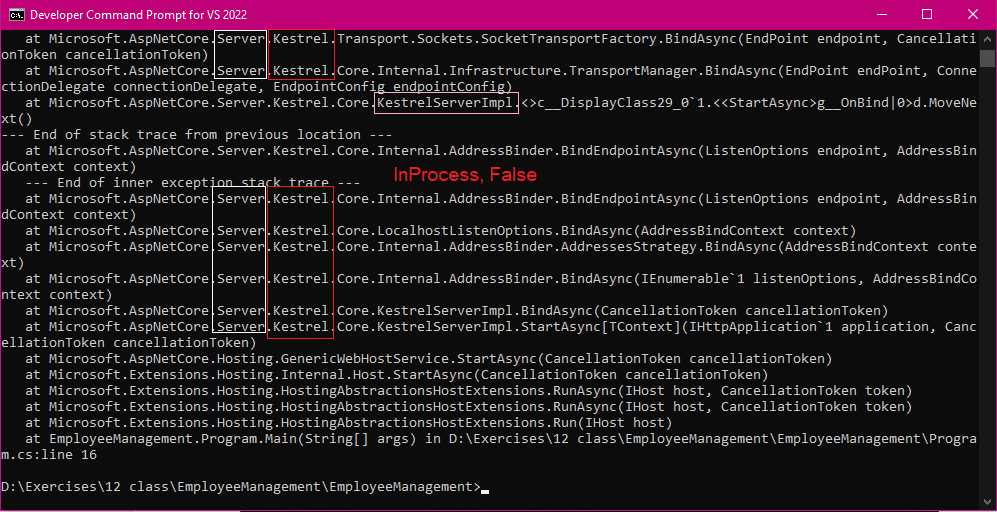 Developer Command Prompt for VS 2022
   at Microsoft.AspNetCore.Server.Kestrel.Transport.Sockets.SocketTransportFactory.BindAsync(EndPoint endpoint, Cancellati
onToken cancellationToken)
   at Microsoft.AspNetCore.Server.Kestrel.Core.Internal.Infrastructure.TransportManager.BindAsync(EndPoint endPoint, Conne
ctionDelegate connectionDelegate, EndpointConfig endpointConfig)
   at Microsoft.AspNetCore.Server.Kestrel.Core.KestrelServerImpl.<>c__DisplayClass29_0`1.<<StartAsync>g__OnBind|0>d.MoveNe
xt()
--- End of stack trace from previous location ---
   at Microsoft.AspNetCore.Server.Kestrel.Core.Internal.AddressBinder.BindEndpointAsync(ListenOptions endpoint, AddressBin
dContext context)
InProcess, False
   --- End of inner exception stack trace ---
   at Microsoft.AspNetCore.Server.Kestrel.Core.Internal.AddressBinder.BindEndpointAsync(ListenOptions endpoint, AddressBin
dContext context)
   at Microsoft.AspNetCore.Server.Kestrel.Core.LocalhostListenOptions.BindAsync(AddressBindContext context)
   at Microsoft.AspNetCore.Server.Kestrel.Core.Internal.AddressBinder.AddressesStrategy.BindAsync(AddressBindContext conte
xt)
   at Microsoft.AspNetCore.Server.Kestrel.Core.Internal.AddressBinder.BindAsync(IEnumerable`1 listenOptions, AddressBindCo
ntext context)
   at Microsoft.AspNetCore.Server.Kestrel.Core.KestrelServerImpl.BindAsync(CancellationToken cancellationToken)
   at Microsoft.AspNetCore.Server.Kestrel.Core.KestrelServerImpl.StartAsync[TContext](IHttpApplication`1 application, Canc
ellationToken cancellationToken)
   at Microsoft.AspNetCore.Hosting.GenericWebHostService.StartAsync(CancellationToken cancellationToken)
   at Microsoft.Extensions.Hosting.Internal.Host.StartAsync(CancellationToken cancellationToken)
   at Microsoft.Extensions.Hosting.HostingAbstractionsHostExtensions.RunAsync(IHost host, CancellationToken token)
   at Microsoft.Extensions.Hosting.HostingAbstractionsHostExtensions.RunAsync(IHost host, CancellationToken token)
   at Microsoft.Extensions.Hosting.HostingAbstractionsHostExtensions.Run(IHost host)
   at EmployeeManagement.Program.Main(String[] args) in D:\Exercises\12 class\EmployeeManagement\EmployeeManagement\Progra
m.cs:line 16
D:\Exercises\12 class\EmployeeManagement\EmployeeManagement>